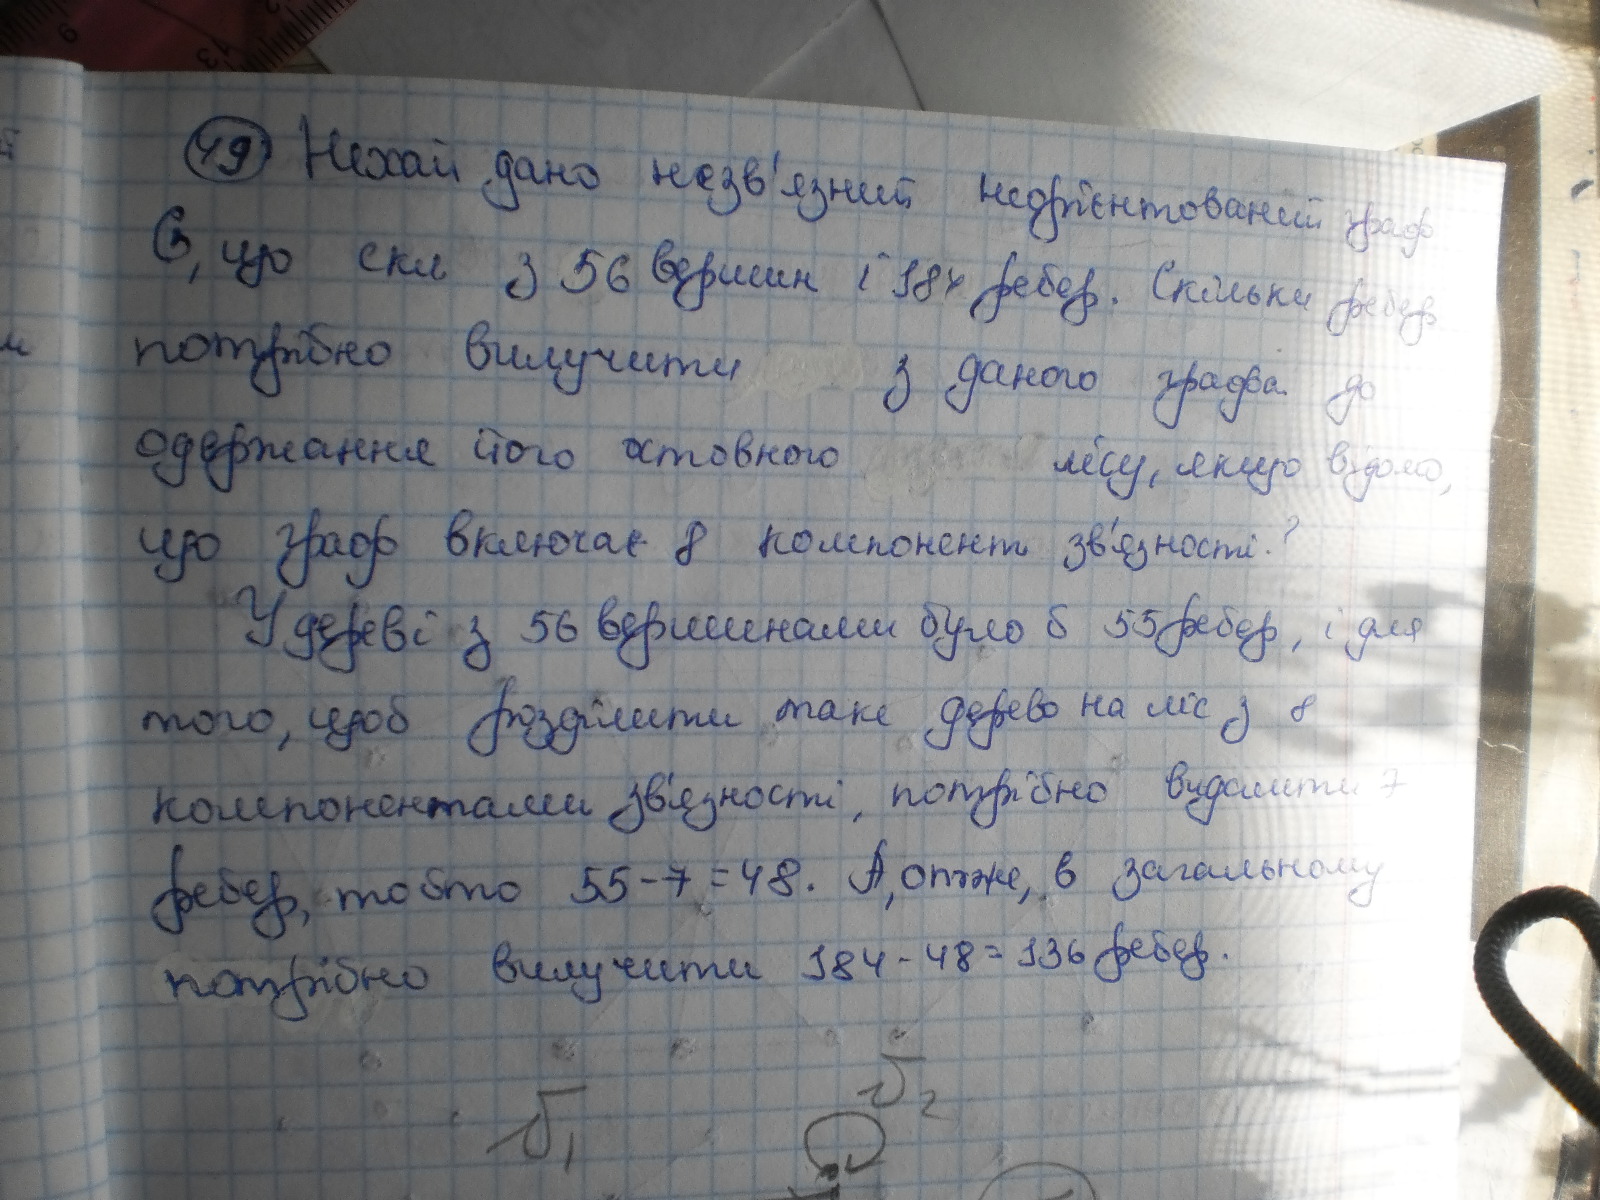 49 Нехай дано незв'язний неорієнтований граф
G, що скл з 56 вершин і 184 ребер. Скільки ребер
потрібно вилучити з даного графа до
одержання його остовного лісу, якщо відомо,
що граф включає 8 компонент зв'язності?
У дереві з 56 вершинами було б 55 ребер, і для
того, щоб розділити таке дерево на ліс з 8
компонентами зв'язності, потрібно видалити 7
ребер, тобто 55-7=48. А, отже, в загальному
потрібно вилучити 184-48=136 ребер.